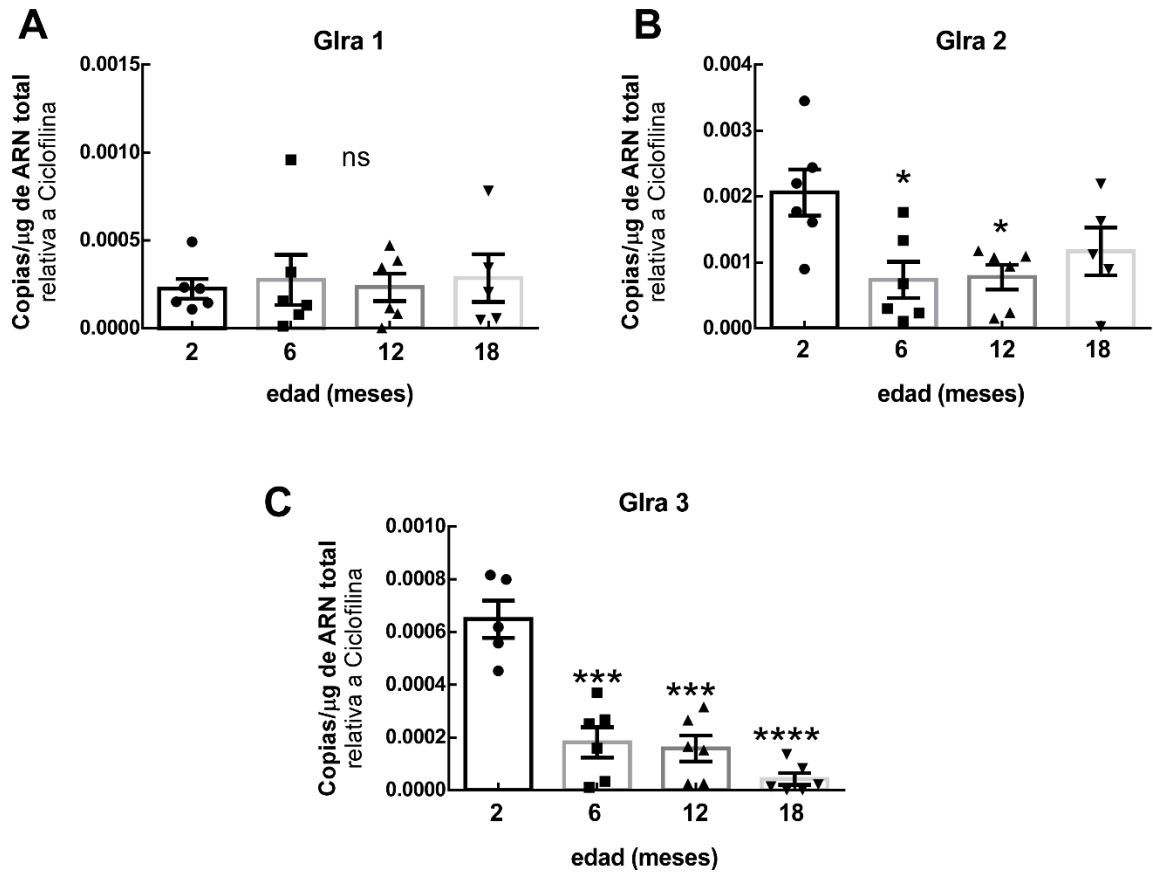 A
Glra 1
Copias/µg de ARN total
relativa a Ciclofilina
0.0015
0.0010
0.0005
0.0000
ns
2 6 12 18
edad (meses)
B
Glra 2
Copias/µg de ARN total
relativa a Ciclofilina
0.004
0.003
0.002
0.001
0.000
*
*
2 6 12 18
edad (meses)
C
Glra 3
Copias/µg de ARN total
relativa a Ciclofilina
0.0010
0.0008
0.0006
0.0004
0.0002
0.0000
***
***
****
2 6 12 18
edad (meses)